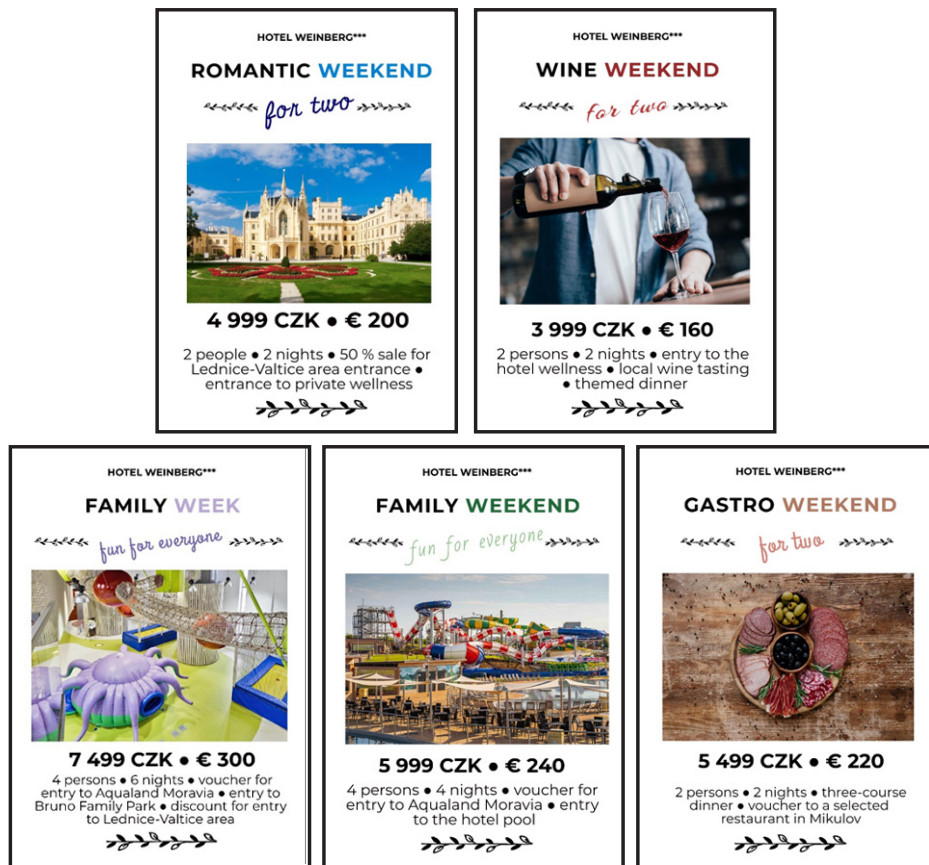 HOTEL WEINBERG***
ROMANTIC WEEKEND
for two
4 999 CZK ● € 200
2 people ● 2 nights ● 50 % sale for
Lednice-Valtice area entrance ●
entrance to private wellness
HOTEL WEINBERG***
WINE WEEKEND
for two
3 999 CZK ● € 160
2 persons ● 2 nights ● entry to the
hotel wellness ● local wine tasting
● themed dinner
HOTEL WEINBERG***
FAMILY WEEK
fun for everyone
7 499 CZK ● € 300
4 persons ● 6 nights ● voucher for
entry to Aqualand Moravia ● entry to
Bruno Family Park ● discount for entry
to Lednice-Valtice area
HOTEL WEINBERG***
FAMILY WEEKEND
fun for everyone
5 999 CZK ● € 240
4 persons ● 4 nights ● voucher for
entry to Aqualand Moravia ● entry
to the hotel pool
HOTEL WEINBERG***
GASTRO WEEKEND
for two
5 499 CZK ● € 220
2 persons ● 2 nights ● three-course
dinner ● voucher to a selected
restaurant in Mikulov